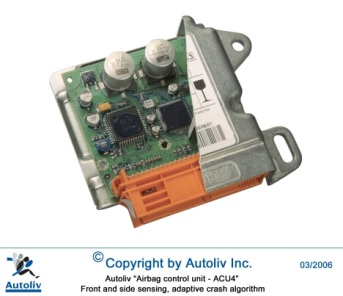 © Copyright by Autoliv Inc.
03/2006
Autoliv
Autoliv “Airbag control unit - ACU4”
Front and side sensing, adaptive crash algorithm